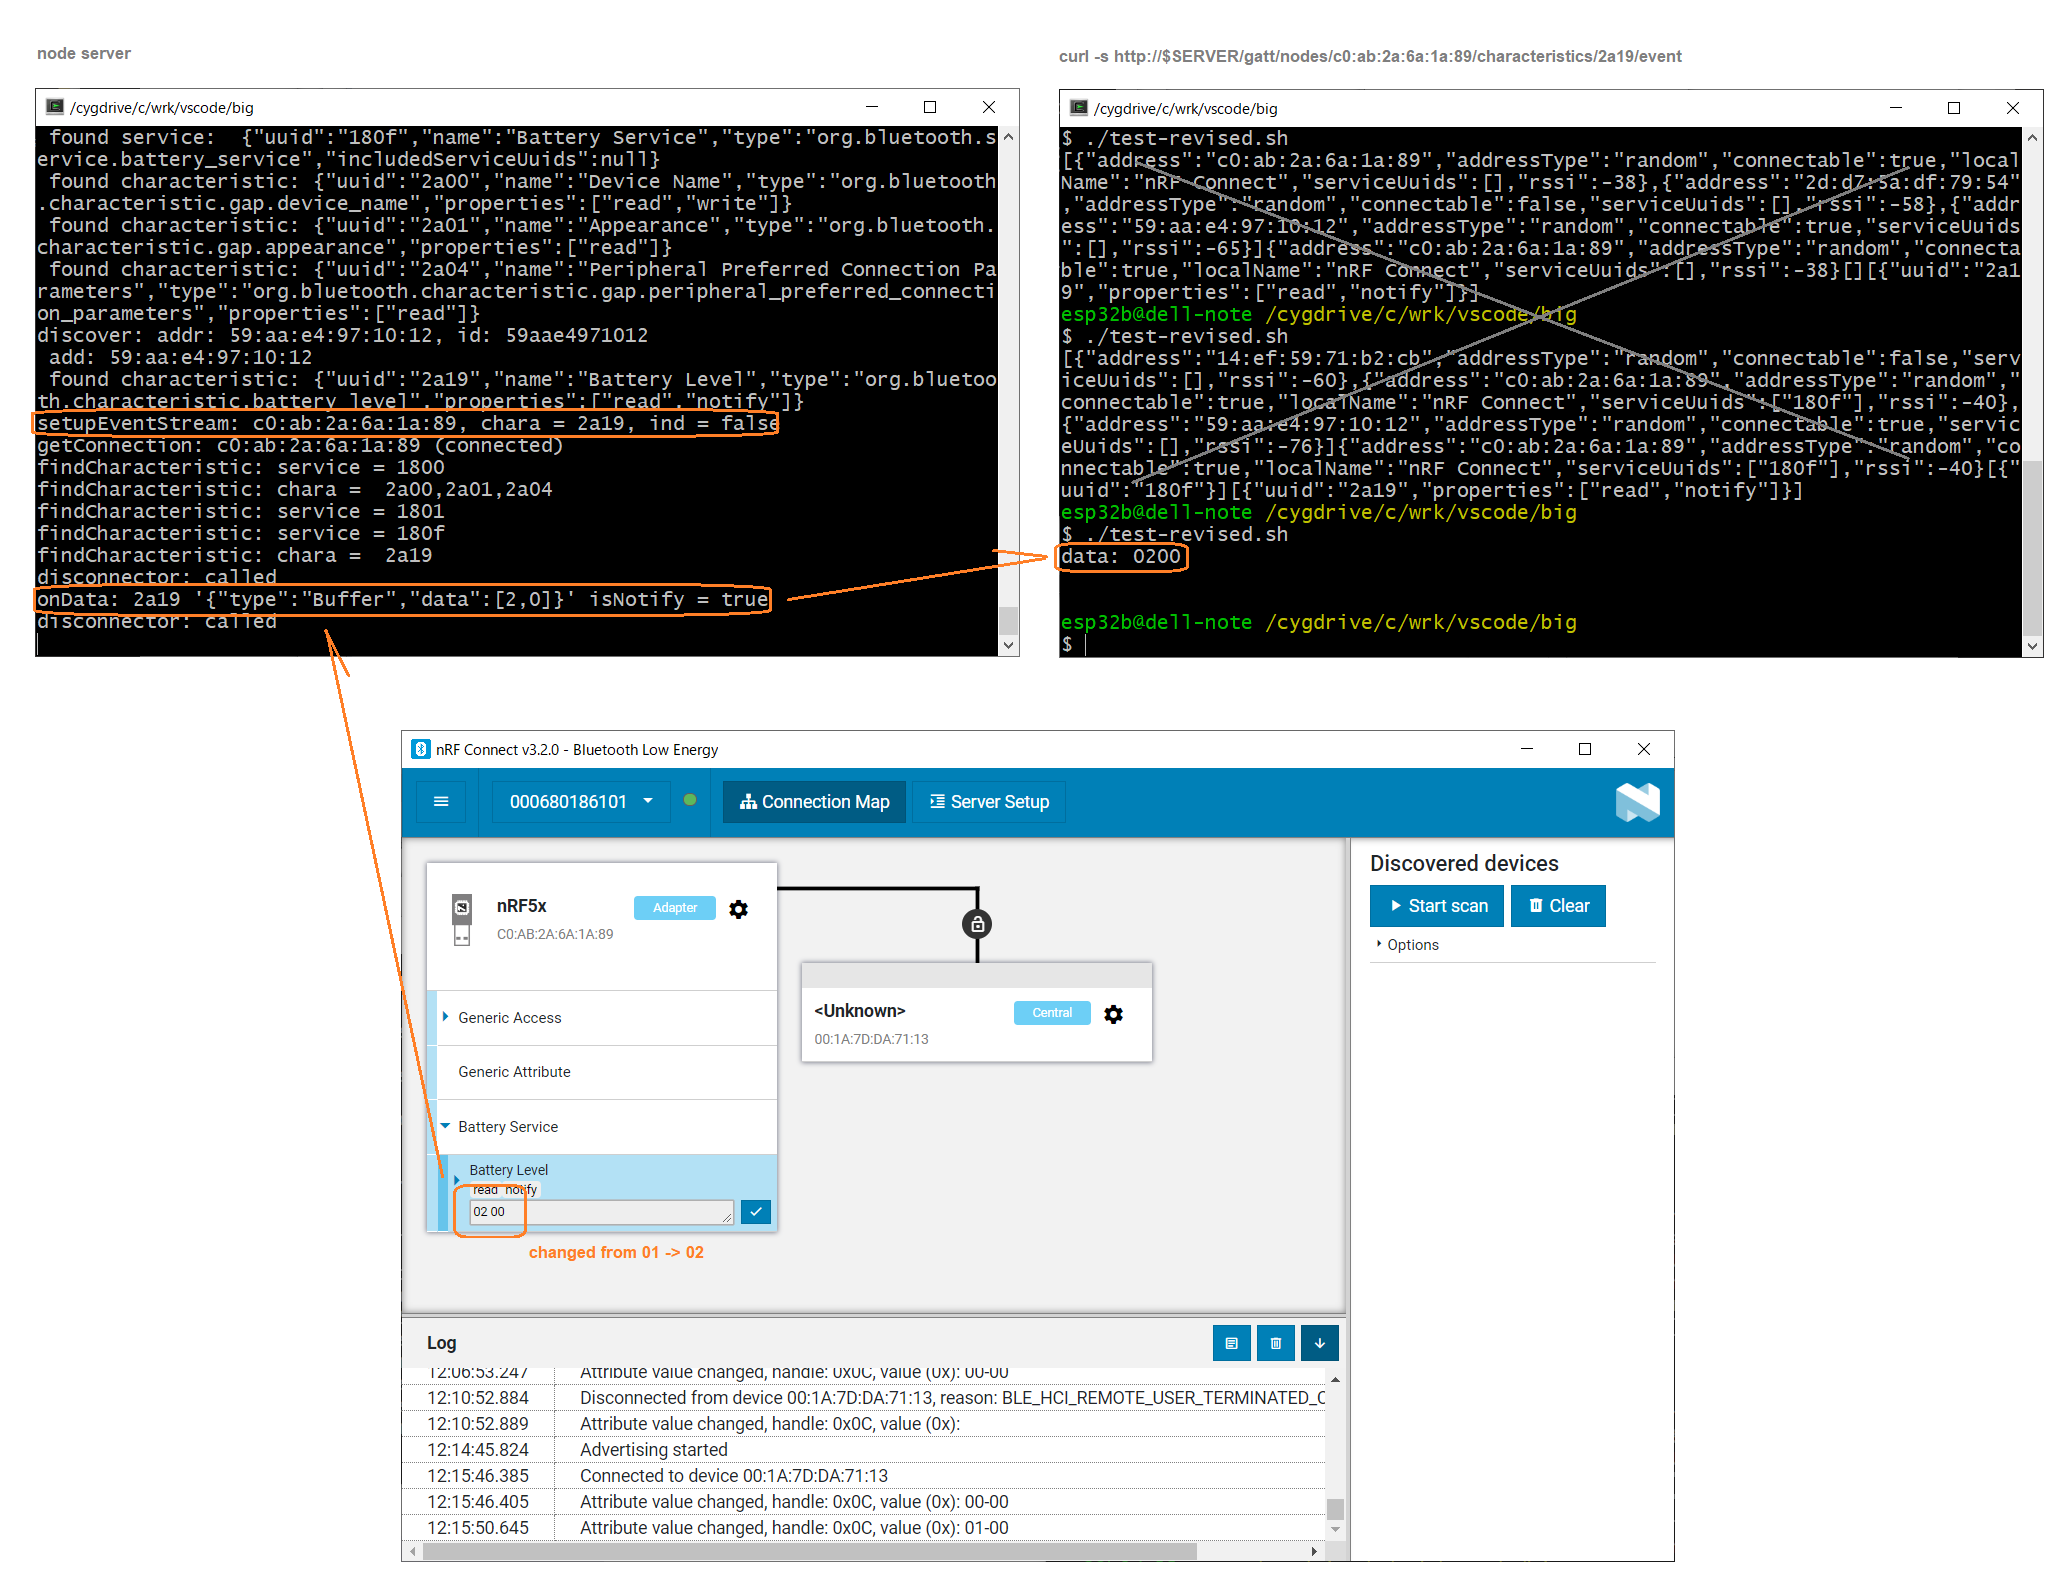 node server
/cygdrive/c/wrk/vscode/big
found service:  {"uuid":"180f","name":"Battery Service","type":"org.bluetooth.s
ervice.battery_service","includedServiceUuids":null}
found characteristic: {"uuid":"2a00","name":"Device Name","type":"org.bluetooth
.characteristic.gap.device_name","properties":["read","write"]}
found characteristic: {"uuid":"2a01","name":"Appearance","type":"org.bluetooth.
characteristic.gap.appearance","properties":["read"]}
found characteristic: {"uuid":"2a04","name":"Peripheral Preferred Connection Pa
rameters","type":"org.bluetooth.characteristic.gap.peripheral_preferred_connecti
on_parameters","properties":["read"]}
discover: addr: 59:aa:e4:97:10:12, id: 59aae4971012
add: 59:aa:e4:97:10:12
found characteristic: {"uuid":"2a19","name":"Battery Level","type":"org.bluetoo
th.characteristic.battery_level","properties":["read","notify"]}
setupEventStream: c0:ab:2a:6a:1a:89, chara = 2a19, ind = false
getConnection: c0:ab:2a:6a:1a:89 (connected)
findCharacteristic: service = 1800
findCharacteristic: chara =  2a00,2a01,2a04
findCharacteristic: service = 1801
findCharacteristic: service = 180f
findCharacteristic: chara =  2a19
disconnector: called
onData: 2a19 '{"type":"Buffer","data":[2,0]}' isNotify = true
disconnector: called
curl -s http://$SERVER/gatt/nodes/c0:ab:2a:6a:1a:89/characteristics/2a19/event
/cygdrive/c/wrk/vscode/big
$ ./test-revised.sh
[{"address":"c0:ab:2a:6a:1a:89","addressType":"random","connectable":true,"local
Name":"nRF Connect","serviceUuids":[],"rssi":-38},{"address":"2d:d7:5a:df:79:54"
,"addressType":"random","connectable":false,"serviceUuids":[],"rssi":-58},{"addr
ess":"59:aa:e4:97:10:12","addressType":"random","connectable":true,"serviceUuids
":[],"rssi":-65}]{"address":"c0:ab:2a:6a:1a:89","addressType":"random","connecta
ble":true,"localName":"nRF Connect","serviceUuids":[],"rssi":-38}[][{"uuid":"2a1
9","properties":["read","notify"]}]
esp32b@dell-note /cygdrive/c/wrk/vscode/big
$ ./test-revised.sh
[{"address":"14:ef:59:71:b2:cb","addressType":"random","connectable":false,"serv
iceUuids":[],"rssi":-60},{"address":"c0:ab:2a:6a:1a:89","addressType":"random","
connectable":true,"localName":"nRF Connect","serviceUuids":["180f"],"rssi":-40},
{"address":"59:aa:e4:97:10:12","addressType":"random","connectable":true,"servic
eUuids":[],"rssi":-76}]{"address":"c0:ab:2a:6a:1a:89","addressType":"random","co
nnectable":true,"localName":"nRF Connect","serviceUuids":["180f"],"rssi":-40}[{"
uuid":"180f"}][{"uuid":"2a19","properties":["read","notify"]}]
esp32b@dell-note /cygdrive/c/wrk/vscode/big
$ ./test-revised.sh
data: 0200
esp32b@dell-note /cygdrive/c/wrk/vscode/big
$
nRF Connect v3.2.0 - Bluetooth Low Energy
000680186101
Connection Map
Server Setup
nRF5x
Adapter
C0:AB:2A:6A:1A:89
Generic Access
Generic Attribute
Battery Service
Battery Level
read notify
02 00
changed from 01 -> 02
<Unknown>
Central
00:1A:7D:DA:71:13
Discovered devices
Start scan
Clear
Options
Log
12:06:53.247 Attribute value changed, handle: 0x0C, value (0x): 00-00
12:10:52.884 Disconnected from device 00:1A:7D:DA:71:13, reason: BLE_HCI_REMOTE_USER_TERMINATED_C
12:10:52.889 Attribute value changed, handle: 0x0C, value (0x):
12:14:45.824 Advertising started
12:15:46.385 Connected to device 00:1A:7D:DA:71:13
12:15:46.405 Attribute value changed, handle: 0x0C, value (0x): 00-00
12:15:50.645 Attribute value changed, handle: 0x0C, value (0x): 01-00